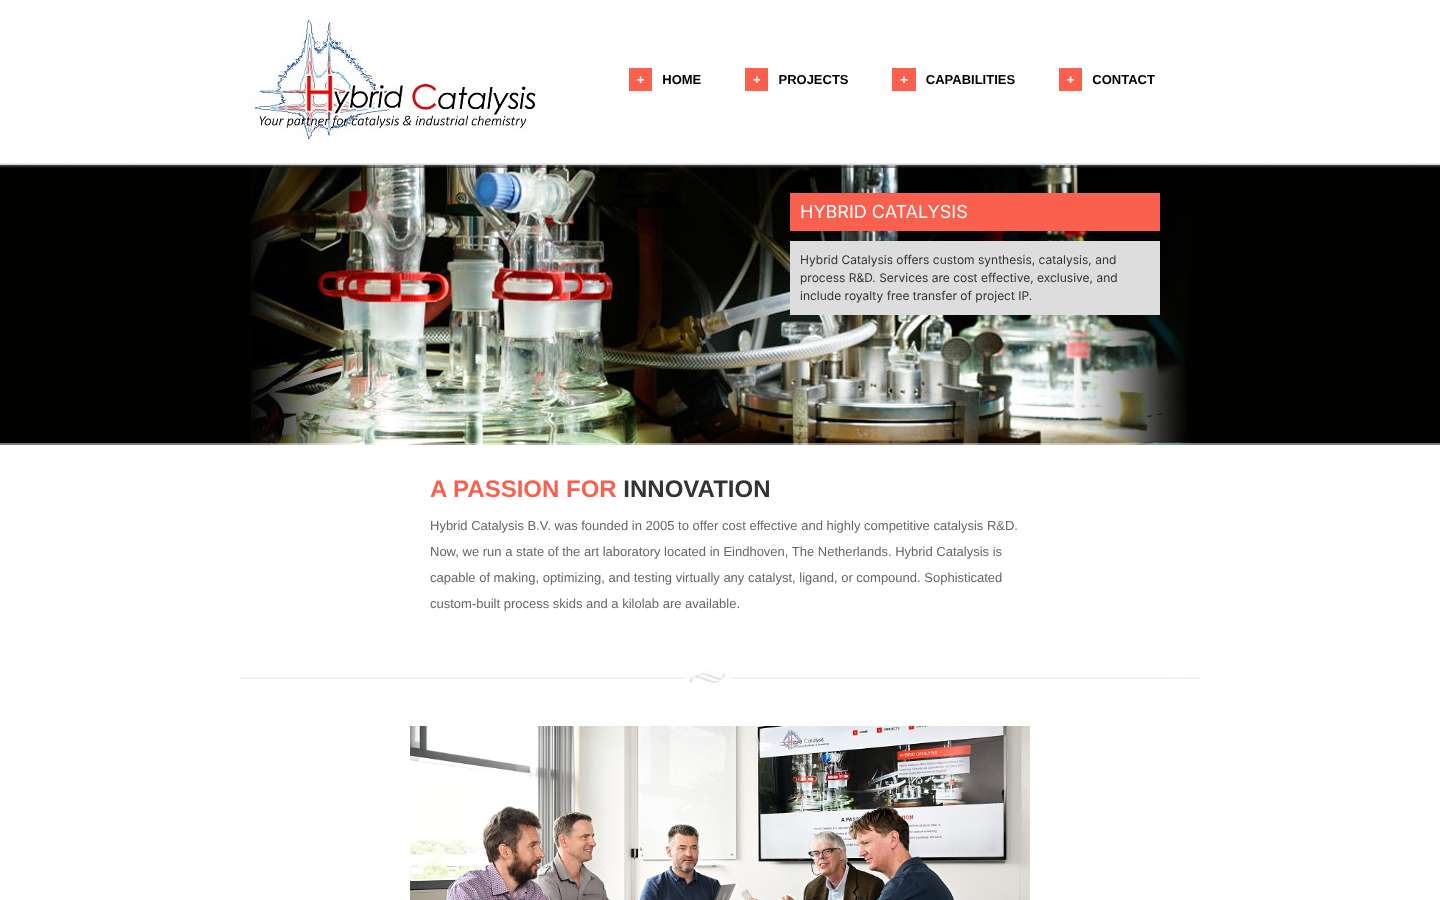 Hybrid Catalysis
Your partner for catalysis & industrial chemistry
+ HOME + PROJECTS + CAPABILITIES + CONTACT
HYBRID CATALYSIS
Hybrid Catalysis offers custom synthesis, catalysis, and
process R&D. Services are cost effective, exclusive, and
include royalty free transfer of project IP.
A PASSION FOR INNOVATION
Hybrid Catalysis B.V. was founded in 2005 to offer cost effective and highly competitive catalysis R&D.
Now, we run a state of the art laboratory located in Eindhoven, The Netherlands. Hybrid Catalysis is
capable of making, optimizing, and testing virtually any catalyst, ligand, or compound. Sophisticated
custom-built process skids and a kilolab are available.
HYBRID CATALYSIS